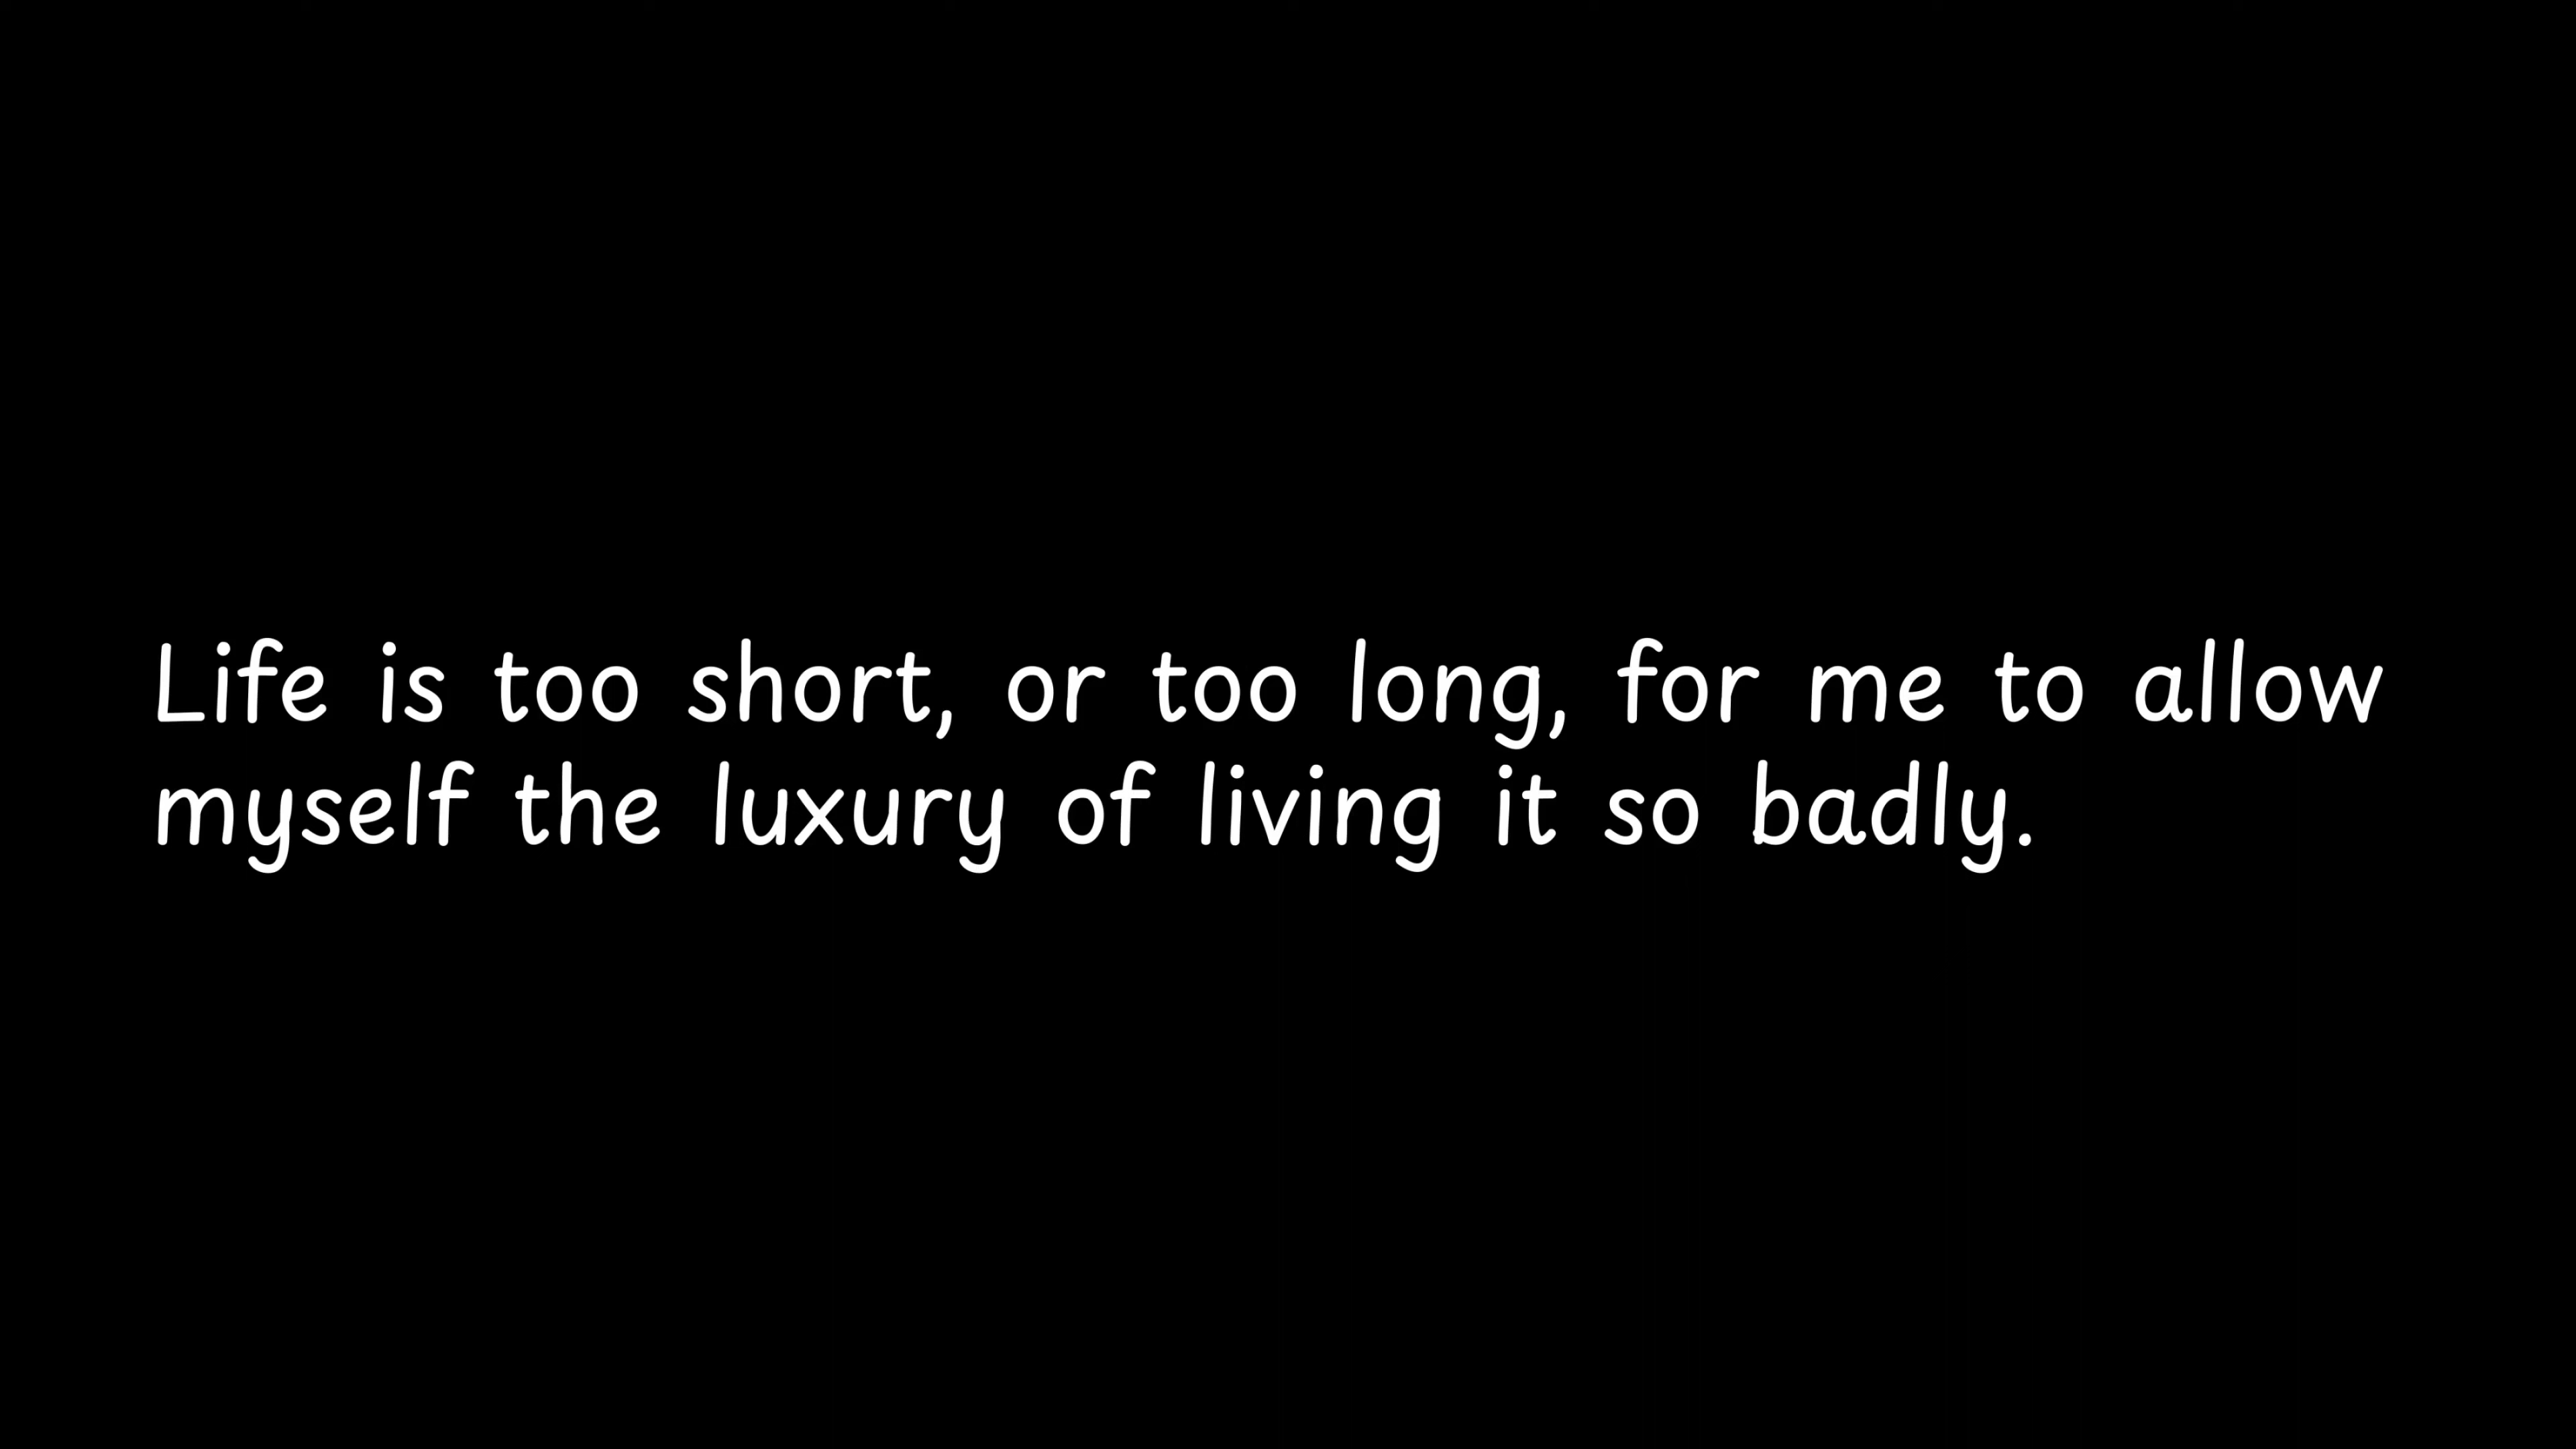 Life is too short, or too long, for me to allow
myself the luxury of living it so badly.